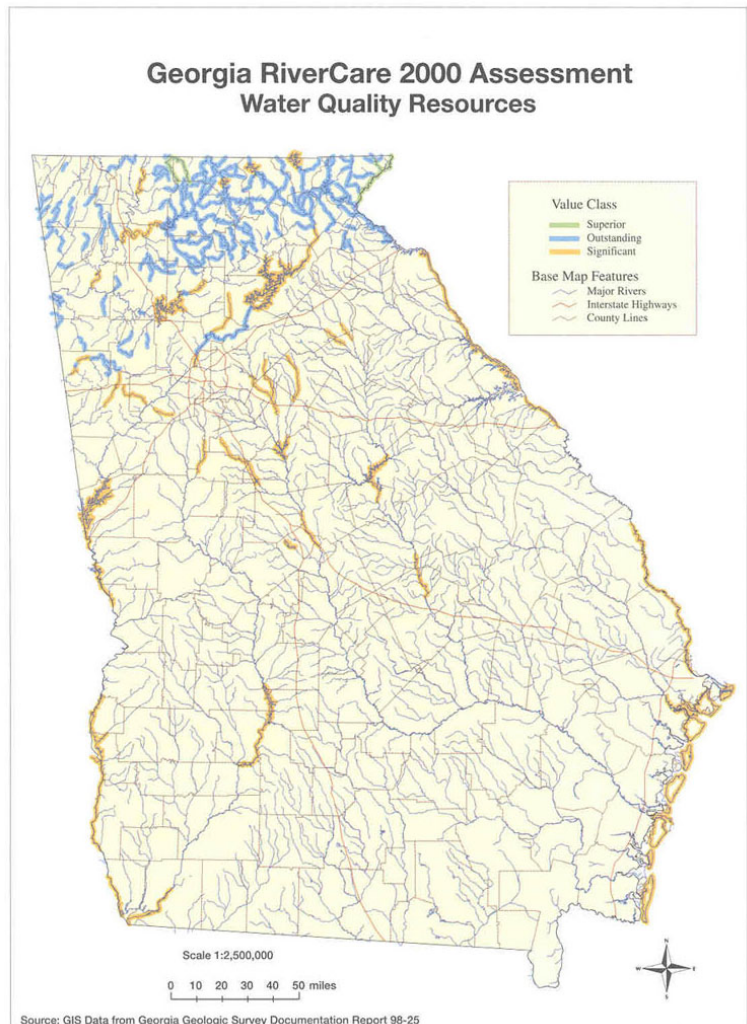 Georgia RiverCare 2000 Assessment
Water Quality Resources
Value Class
Superior
Outstanding
Significant
Base Map Features
Major Rivers
Interstate Highways
County Lines
Scale 1:2,500,000
0 10 20 30 40 50 miles
N
W E
S
Source: GIS Data from Georgia Geologic Survey Documentation Report 98-25